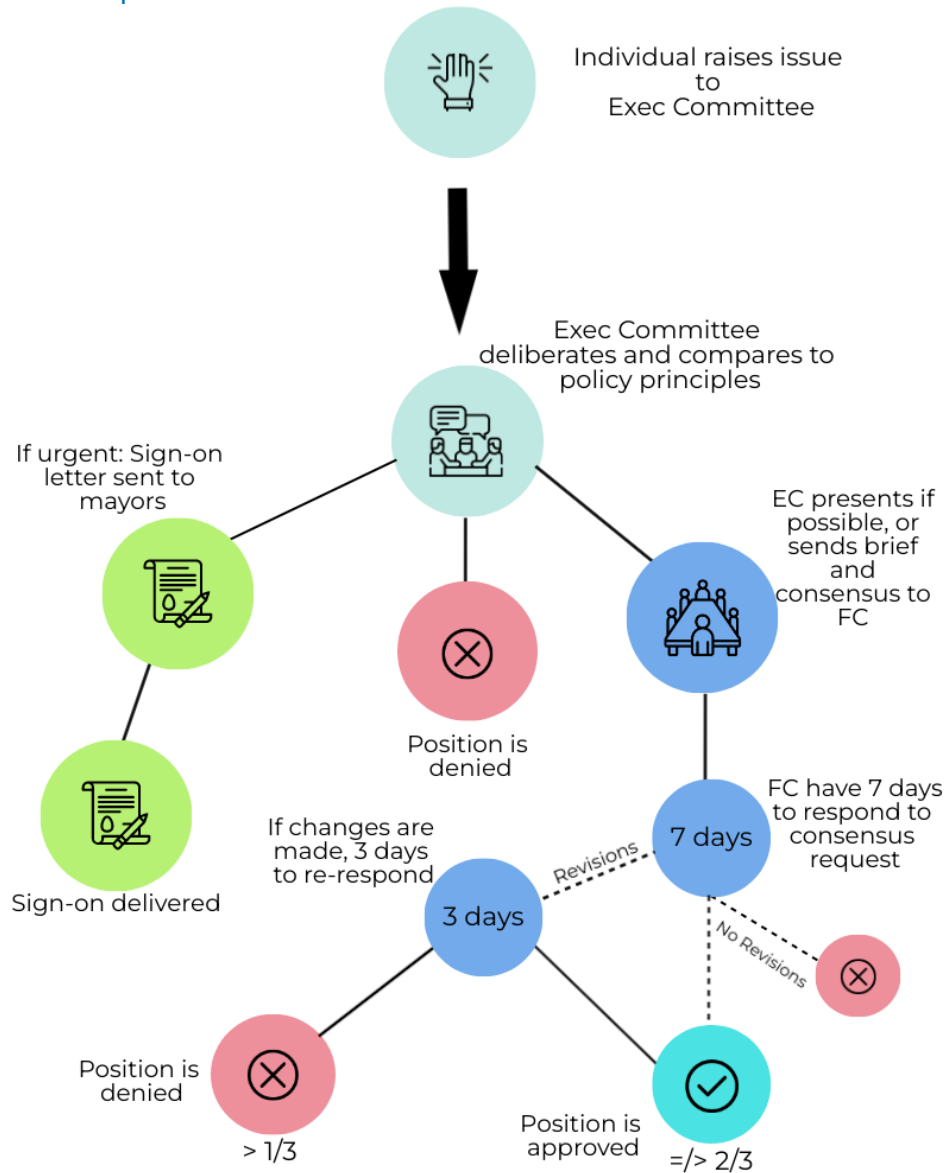 Individual raises issue
to
Exec Committee
Exec Committee
deliberates and compares to
policy principles
If urgent: Sign-on
letter sent to
mayors
EC presents if
possible, or
sends brief
and
consensus to
FC
Position is
denied
Sign-on delivered
FC have 7 days
to respond to
consensus
request
7 days
If changes are
made, 3 days
to re-respond
Revisions
3 days
No Revisions
Position is
denied
> 1/3
Position is
approved
=/> 2/3